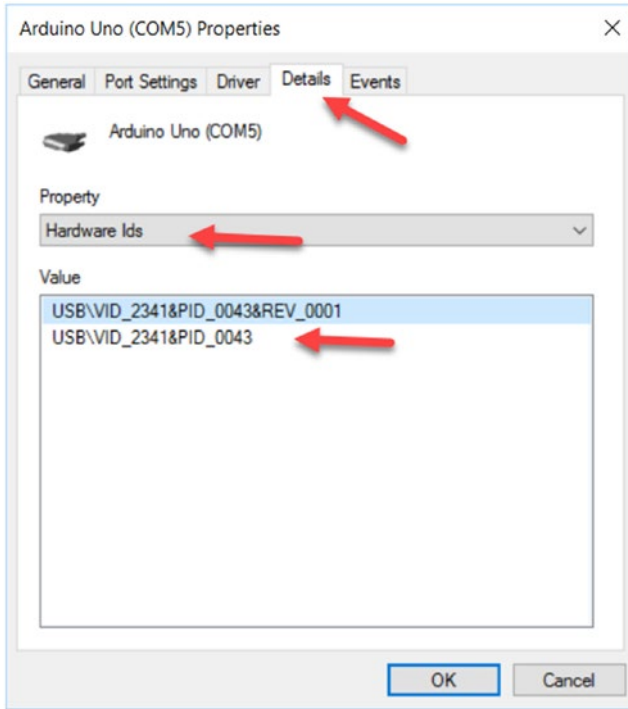 Arduino Uno (COM5) Properties
General Port Settings Driver Details Events
Arduino Uno (COM5)
Property
Hardware Ids
Value
USB\VID_2341&PID_0043&REV_0001
USB\VID_2341&PID_0043
OK Cancel